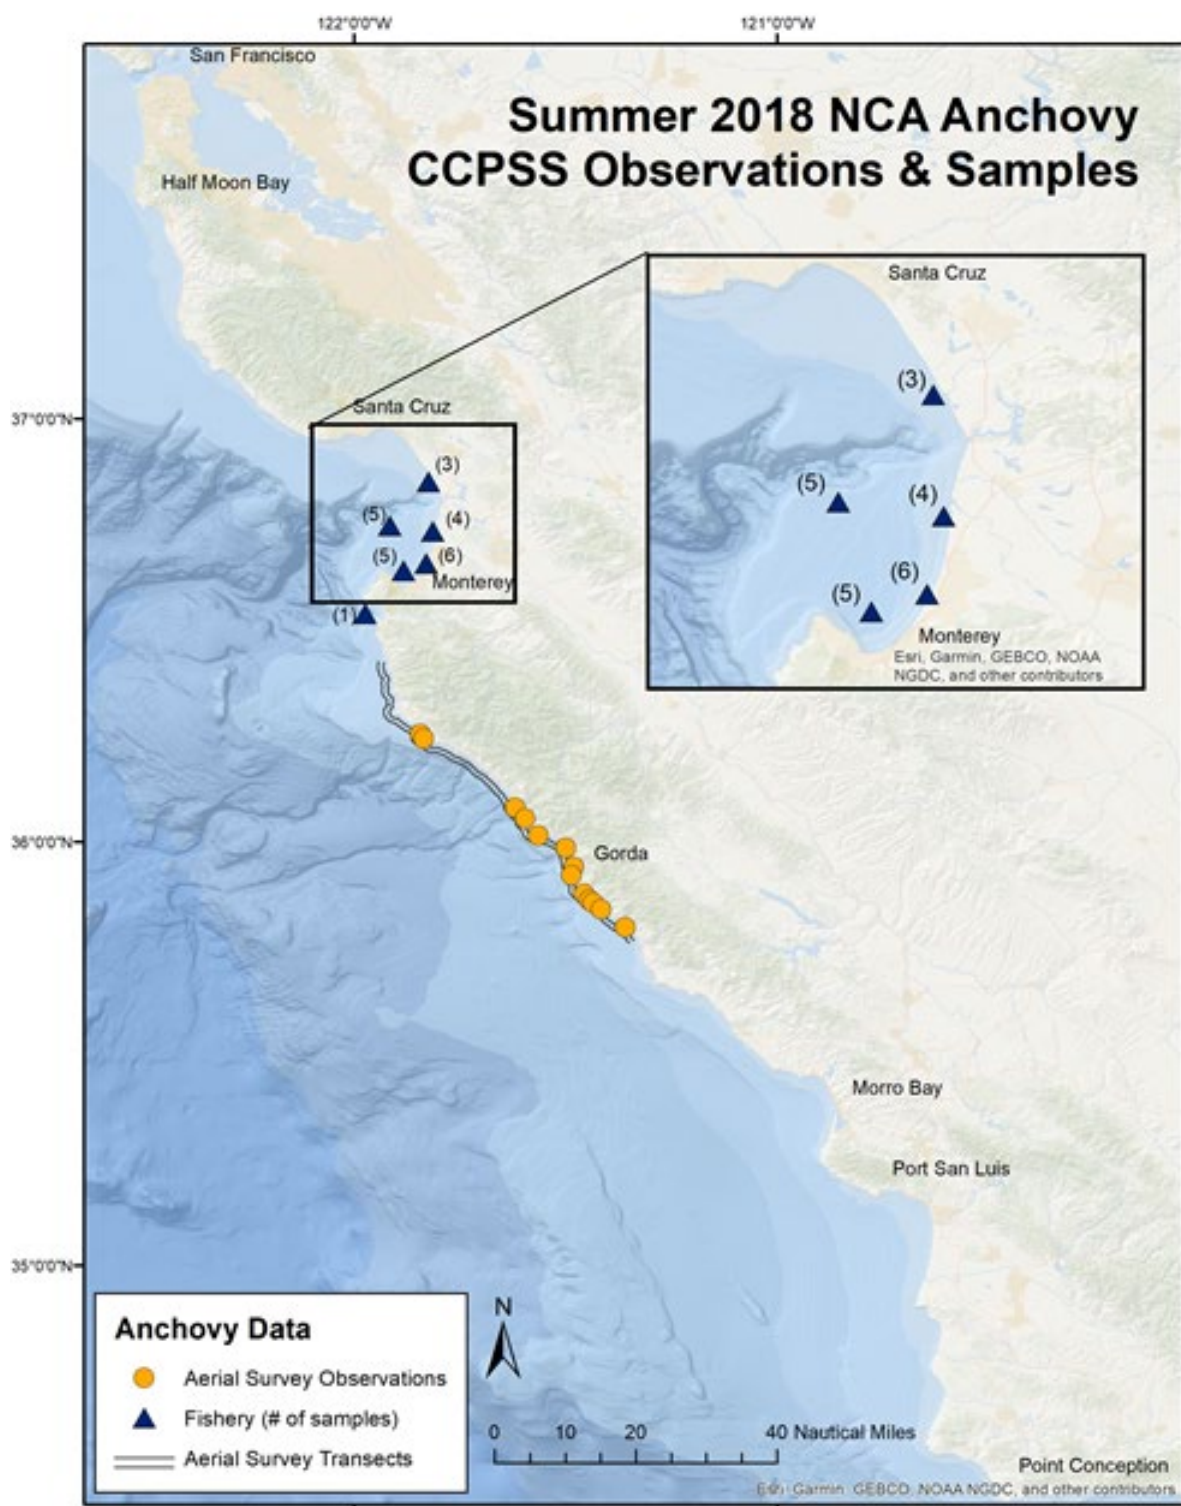 122°0'0"W
121°0'0"W
San Francisco
Summer 2018 NCA Anchovy
CCPSS Observations & Samples
Half Moon Bay
Santa Cruz
(3)
(5)
(4)
(6)
(5)
Monterey
Esri, Garmin, GEBCO, NOAA
NGDC, and other contributors
37°0'0"N
Santa Cruz
(3)
(5)
(4)
(5)
(6)
Monterey
(1)
36°0'0"N
Gorda
Morro Bay
Port San Luis
35°0'0"N
Anchovy Data
Aerial Survey Observations
Fishery (# of samples)
Aerial Survey Transects
N
0 10 20 40 Nautical Miles
Point Conception
Esri, Garmin, GEBCO, NOAA NGDC, and other contributors